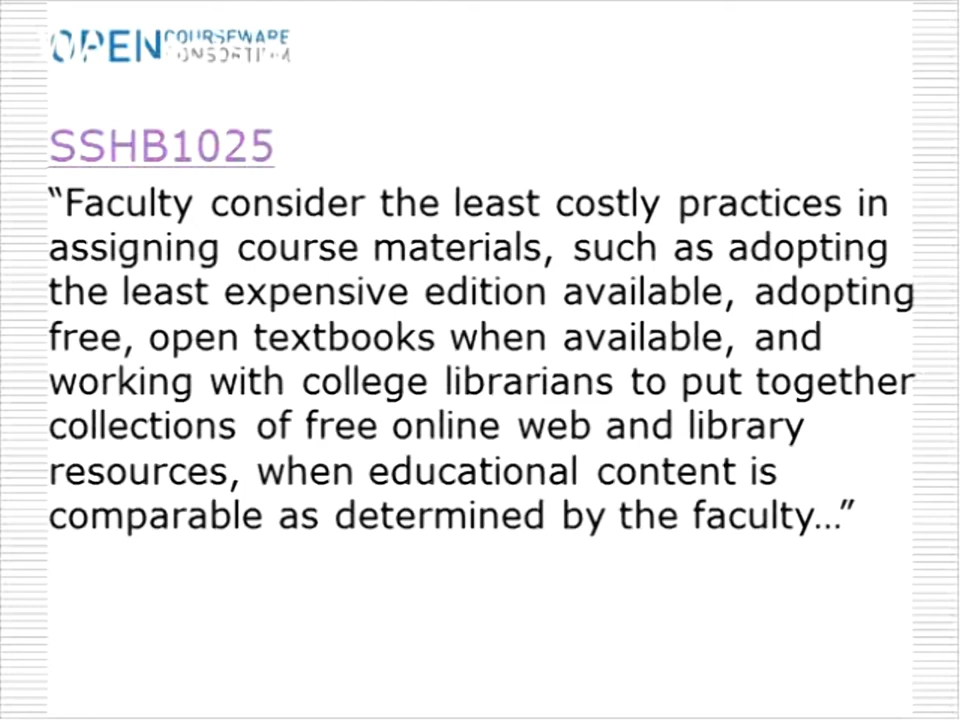 OPEN COURSEWARE
CONSORTIUM
SSHB1025
“Faculty consider the least costly practices in
assigning course materials, such as adopting
the least expensive edition available, adopting
free, open textbooks when available, and
working with college librarians to put together
collections of free online web and library
resources, when educational content is
comparable as determined by the faculty…”